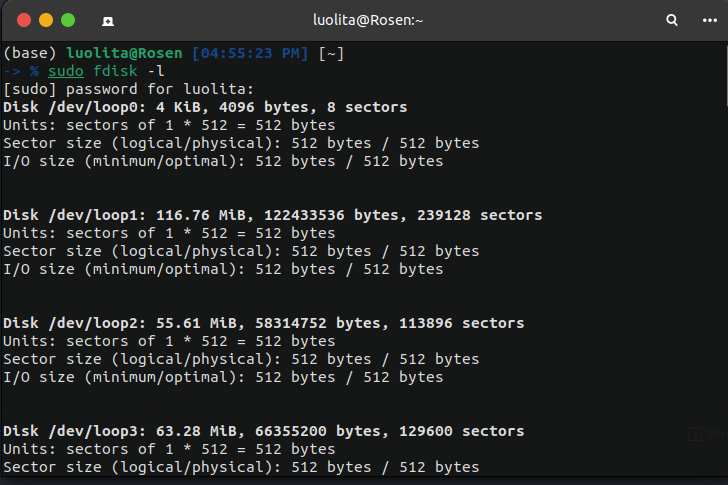 luolita@Rosen:~
(base) luolita@Rosen [04:55:23 PM] [~]
-> % sudo fdisk -l
[sudo] password for luolita:
Disk /dev/loop0: 4 KiB, 4096 bytes, 8 sectors
Units: sectors of 1 * 512 = 512 bytes
Sector size (logical/physical): 512 bytes / 512 bytes
I/O size (minimum/optimal): 512 bytes / 512 bytes
Disk /dev/loop1: 116.76 MiB, 122433536 bytes, 239128 sectors
Units: sectors of 1 * 512 = 512 bytes
Sector size (logical/physical): 512 bytes / 512 bytes
I/O size (minimum/optimal): 512 bytes / 512 bytes
Disk /dev/loop2: 55.61 MiB, 58314752 bytes, 113896 sectors
Units: sectors of 1 * 512 = 512 bytes
Sector size (logical/physical): 512 bytes / 512 bytes
I/O size (minimum/optimal): 512 bytes / 512 bytes
Disk /dev/loop3: 63.28 MiB, 66355200 bytes, 129600 sectors
Units: sectors of 1 * 512 = 512 bytes
Sector size (logical/physical): 512 bytes / 512 bytes